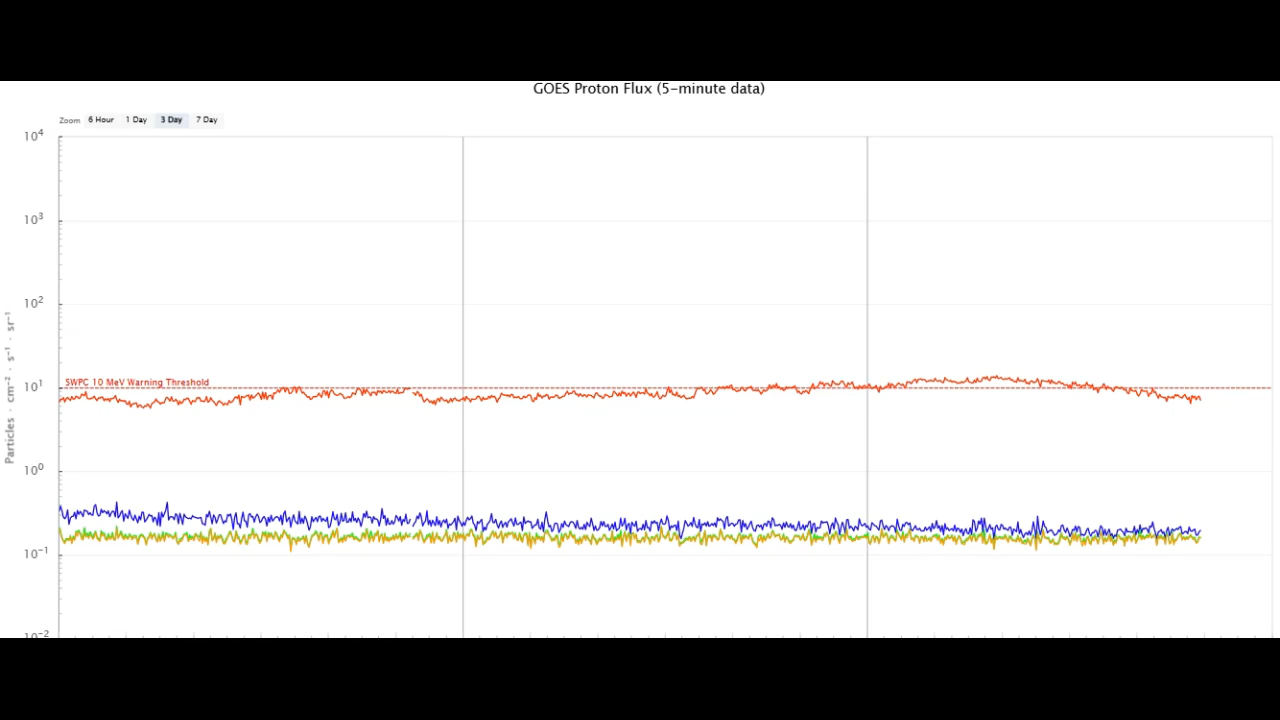 GOES Proton Flux (5-minute data)
Zoom 6 Hour 1 Day 3 Day 7 Day
10⁴
10³
10²
SWPC 10 MeV Warning Threshold
10¹
10⁰
10⁻¹
10⁻²
Particles · cm⁻² · s⁻¹ · sr⁻¹